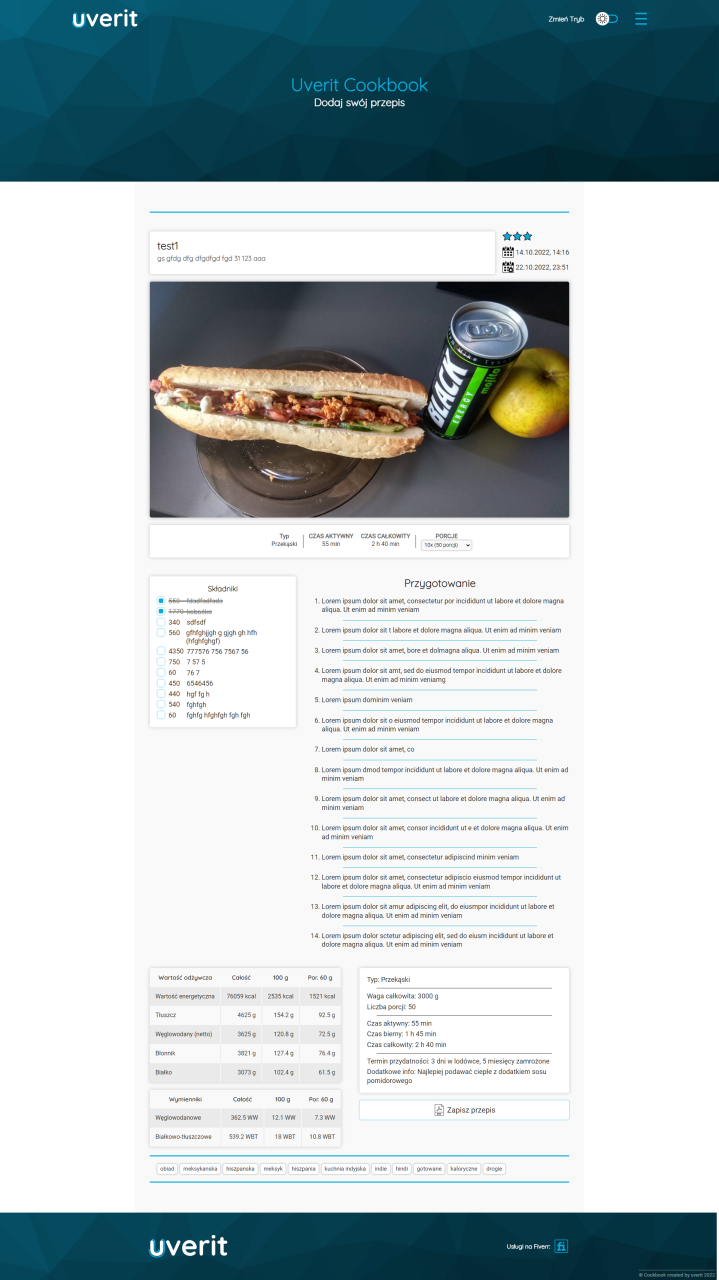 uverit
Zmień Tryb
Uverit Cookbook
Dodaj swój przepis
test1
gs gfdg dfg dfgdfgd fgd 31 123 aaa
14.10.2022, 14:16
22.10.2022, 23:51
BLACK
ENERGY
mojito
Typ
Przekąski
CZAS AKTYWNY
55 min
CZAS CAŁKOWITY
2 h 40 min
PORCJE
10x (50 porcji)
Składniki
340 sdfsdf
560 gfhfghjjgh g gjgh gh hfh
(hfghfghgf)
4350 777576 756 7567 56
750 7 57 5
60 76 7
450 6546456
440 hgf fg h
540 fghfgh
60 fghfg hfghfgh fgh fgh
Przygotowanie
1. Lorem ipsum dolor sit amet, consectetur por incididunt ut labore et dolore magna
aliqua. Ut enim ad minim veniam
2. Lorem ipsum dolor sit t labore et dolore magna aliqua. Ut enim ad minim veniam
3. Lorem ipsum dolor sit amet, bore et dolmagna aliqua. Ut enim ad minim veniam
4. Lorem ipsum dolor sit amt, sed do eiusmod tempor incididunt ut labore et dolore
magna aliqua. Ut enim ad minim veniamg
5. Lorem ipsum dominim veniam
6. Lorem ipsum dolor sit o eiusmod tempor incididunt ut labore et dolore magna
aliqua. Ut enim ad minim veniam
7. Lorem ipsum dolor sit amet, co
8. Lorem ipsum dmod tempor incididunt ut labore et dolore magna aliqua. Ut enim ad
minim veniam
9. Lorem ipsum dolor sit amet, consect ut labore et dolore magna aliqua. Ut enim ad
minim veniam
10. Lorem ipsum dolor sit amet, consor incididunt ut e et dolore magna aliqua. Ut enim
ad minim veniam
11. Lorem ipsum dolor sit amet, consectetur adipiscind minim veniam
12. Lorem ipsum dolor sit amet, consectetur adipiscio eiusmod tempor incididunt ut
labore et dolore magna aliqua. Ut enim ad minim veniam
13. Lorem ipsum dolor sit amur adipiscing elit, do eiusmpor incididunt ut labore et
dolore magna aliqua. Ut enim ad minim veniam
14. Lorem ipsum dolor sctetur adipiscing elit, sed do eiusm incididunt ut labore et
dolore magna aliqua. Ut enim ad minim veniam
Wartość odżywcza Całość 100 g Por. 60 g
Wartość energetyczna 76059 kcal 2535 kcal 1521 kcal
Tłuszcz 4625 g 154.2 g 92.5 g
Węglowodany (netto) 3625 g 120.8 g 72.5 g
Błonnik 3821 g 127.4 g 76.4 g
Białko 3073 g 102.4 g 61.5 g
Wymienniki Całość 100 g Por. 60 g
Węglowodanowe 362.5 WW 12.1 WW 7.3 WW
Białkowo-tłuszczowe 539.2 WBT 18 WBT 10.8 WBT
Typ: Przekąski
Waga całkowita: 3000 g
Liczba porcji: 50
Czas aktywny: 55 min
Czas bierny: 1 h 45 min
Czas całkowity: 2 h 40 min
Termin przydatności: 3 dni w lodówce, 5 miesięcy zamrożone
Dodatkowe info: Najlepiej podawać ciepłe z dodatkiem sosu
pomidorowego
Zapisz przepis
obiad meksykańska hiszpańska meksyk hiszpania kuchnia indyjska indie hindi gotowane kaloryczne drogie
uverit
Usługi na Fiverr: fi
© Cookbook created by uverit 2022